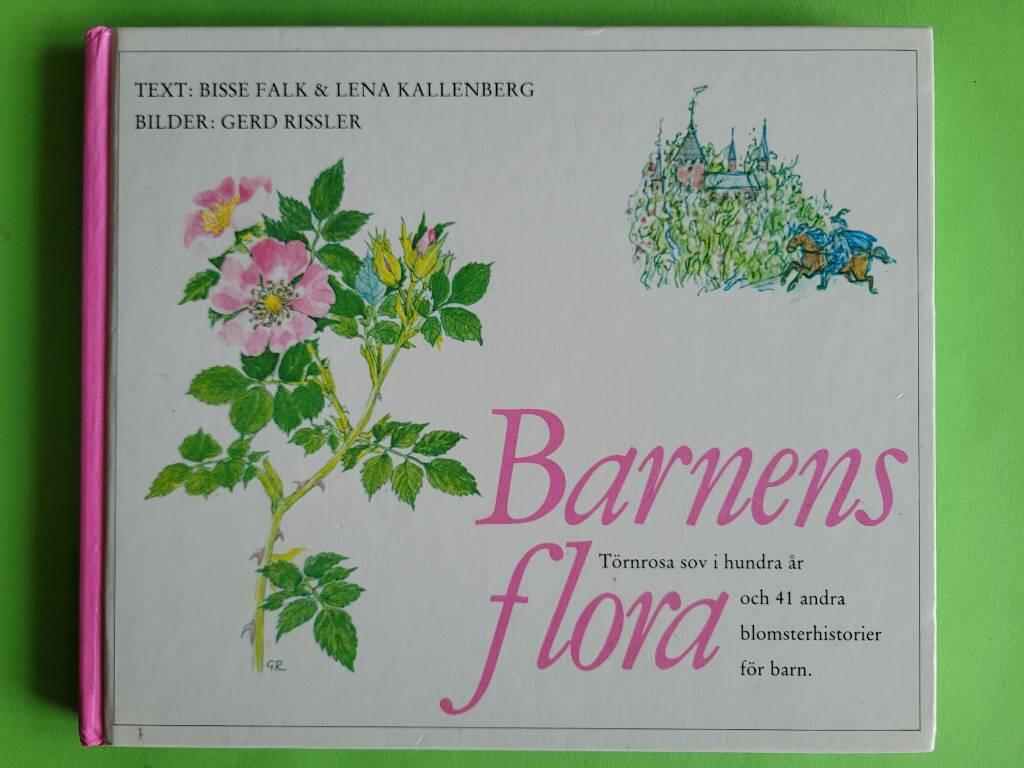 TEXT: BISSE FALK & LENA KALLENBERG
BILDER: GERD RISSLER
Barnens
flora
Törnrosa sov i hundra år
och 41 andra
blomsterhistorier
för barn.
GR